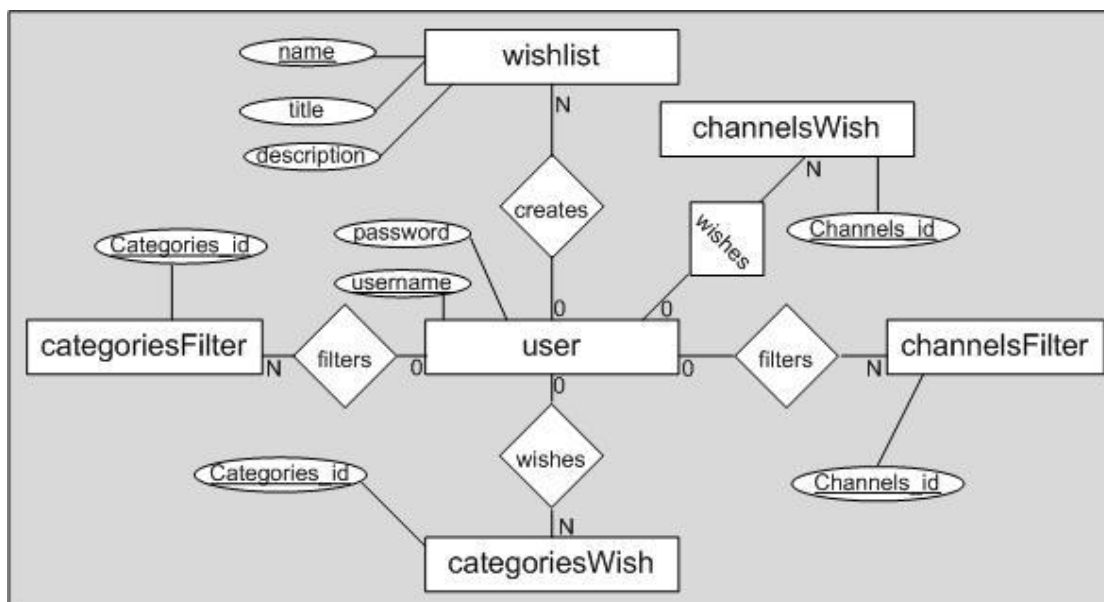 name
wishlist
title
description
N
channelsWish
N
creates
wishes
Channels_id
password
Categories_id
username
0
0
categoriesFilter
N
filters
0
user
0
filters
N
channelsFilter
0
wishes
Categories_id
Channels_id
N
categoriesWish